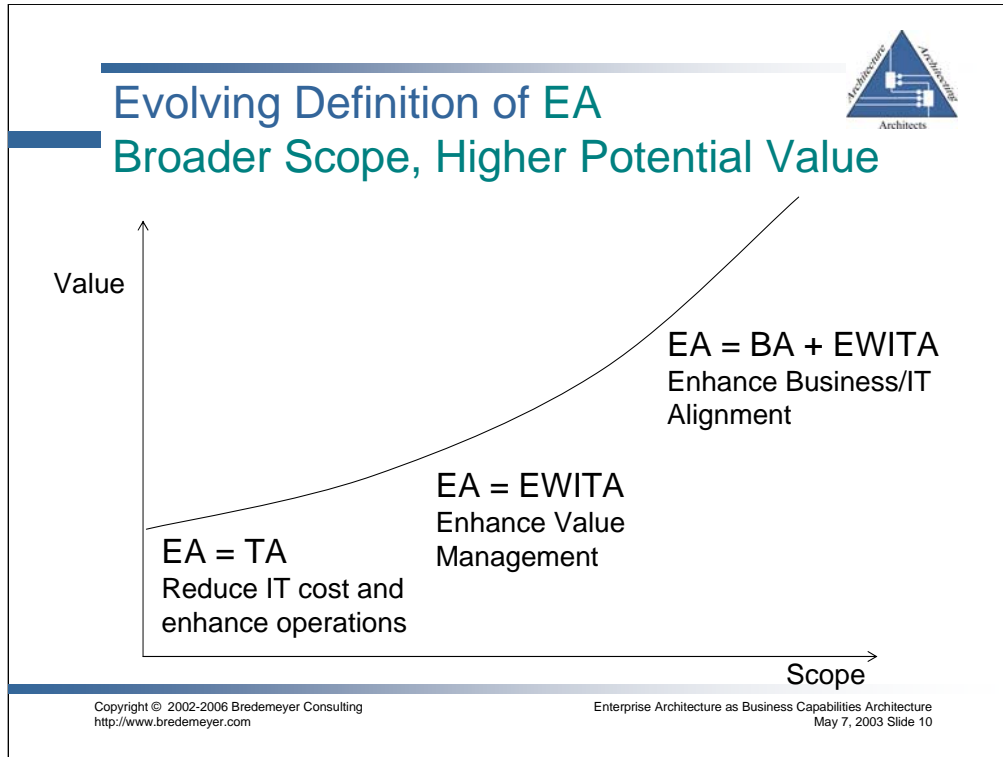 Evolving Definition of EA
Broader Scope, Higher Potential Value
Architecture
Architecting
Architects
Value
EA = BA + EWITA
Enhance Business/IT
Alignment
EA = EWITA
Enhance Value
Management
EA = TA
Reduce IT cost and
enhance operations
Scope
Copyright © 2002-2006 Bredemeyer Consulting
http://www.bredemeyer.com
Enterprise Architecture as Business Capabilities Architecture
May 7, 2003 Slide 10